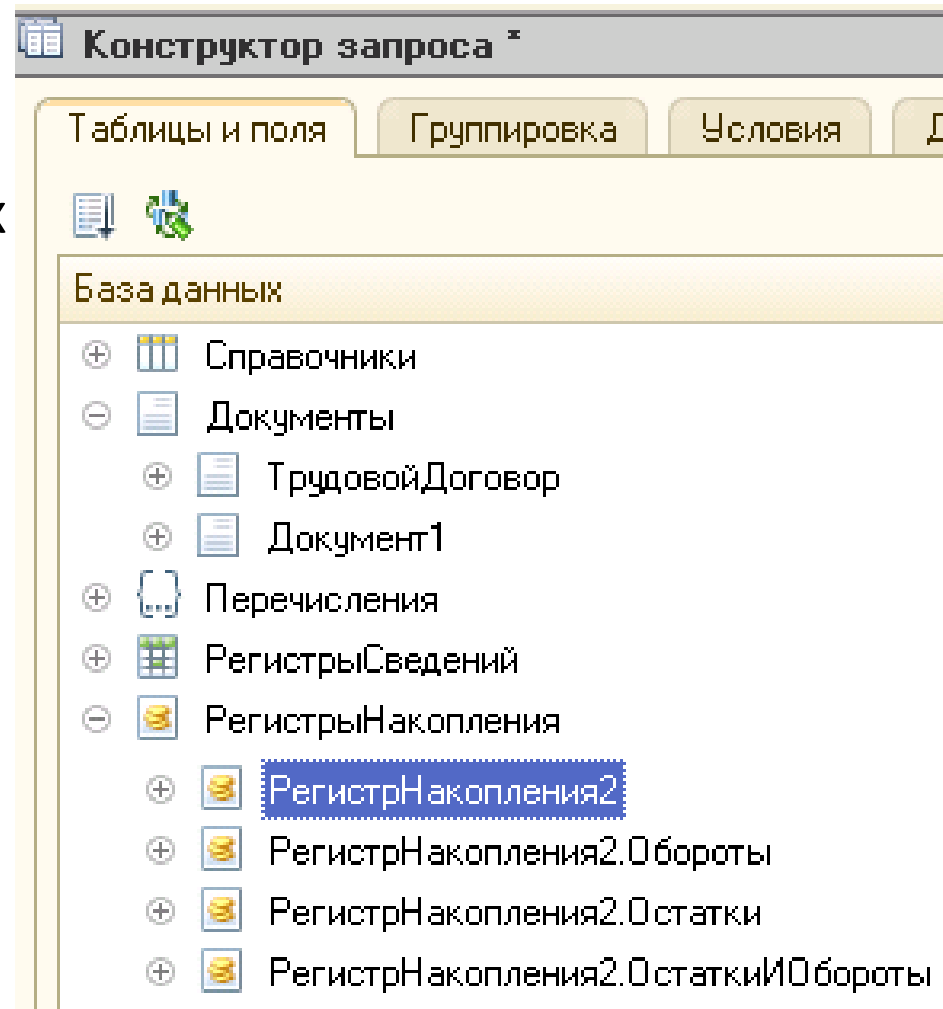 Конструктор запроса *
Таблицы и поля Группировка Условия Д
х
База данных
Справочники
Документы
ТрудовойДоговор
Документ1
Перечисления
РегистрыСведений
РегистрыНакопления
РегистрНакопления2
РегистрНакопления2.Обороты
РегистрНакопления2.Остатки
РегистрНакопления2.ОстаткиИОбороты